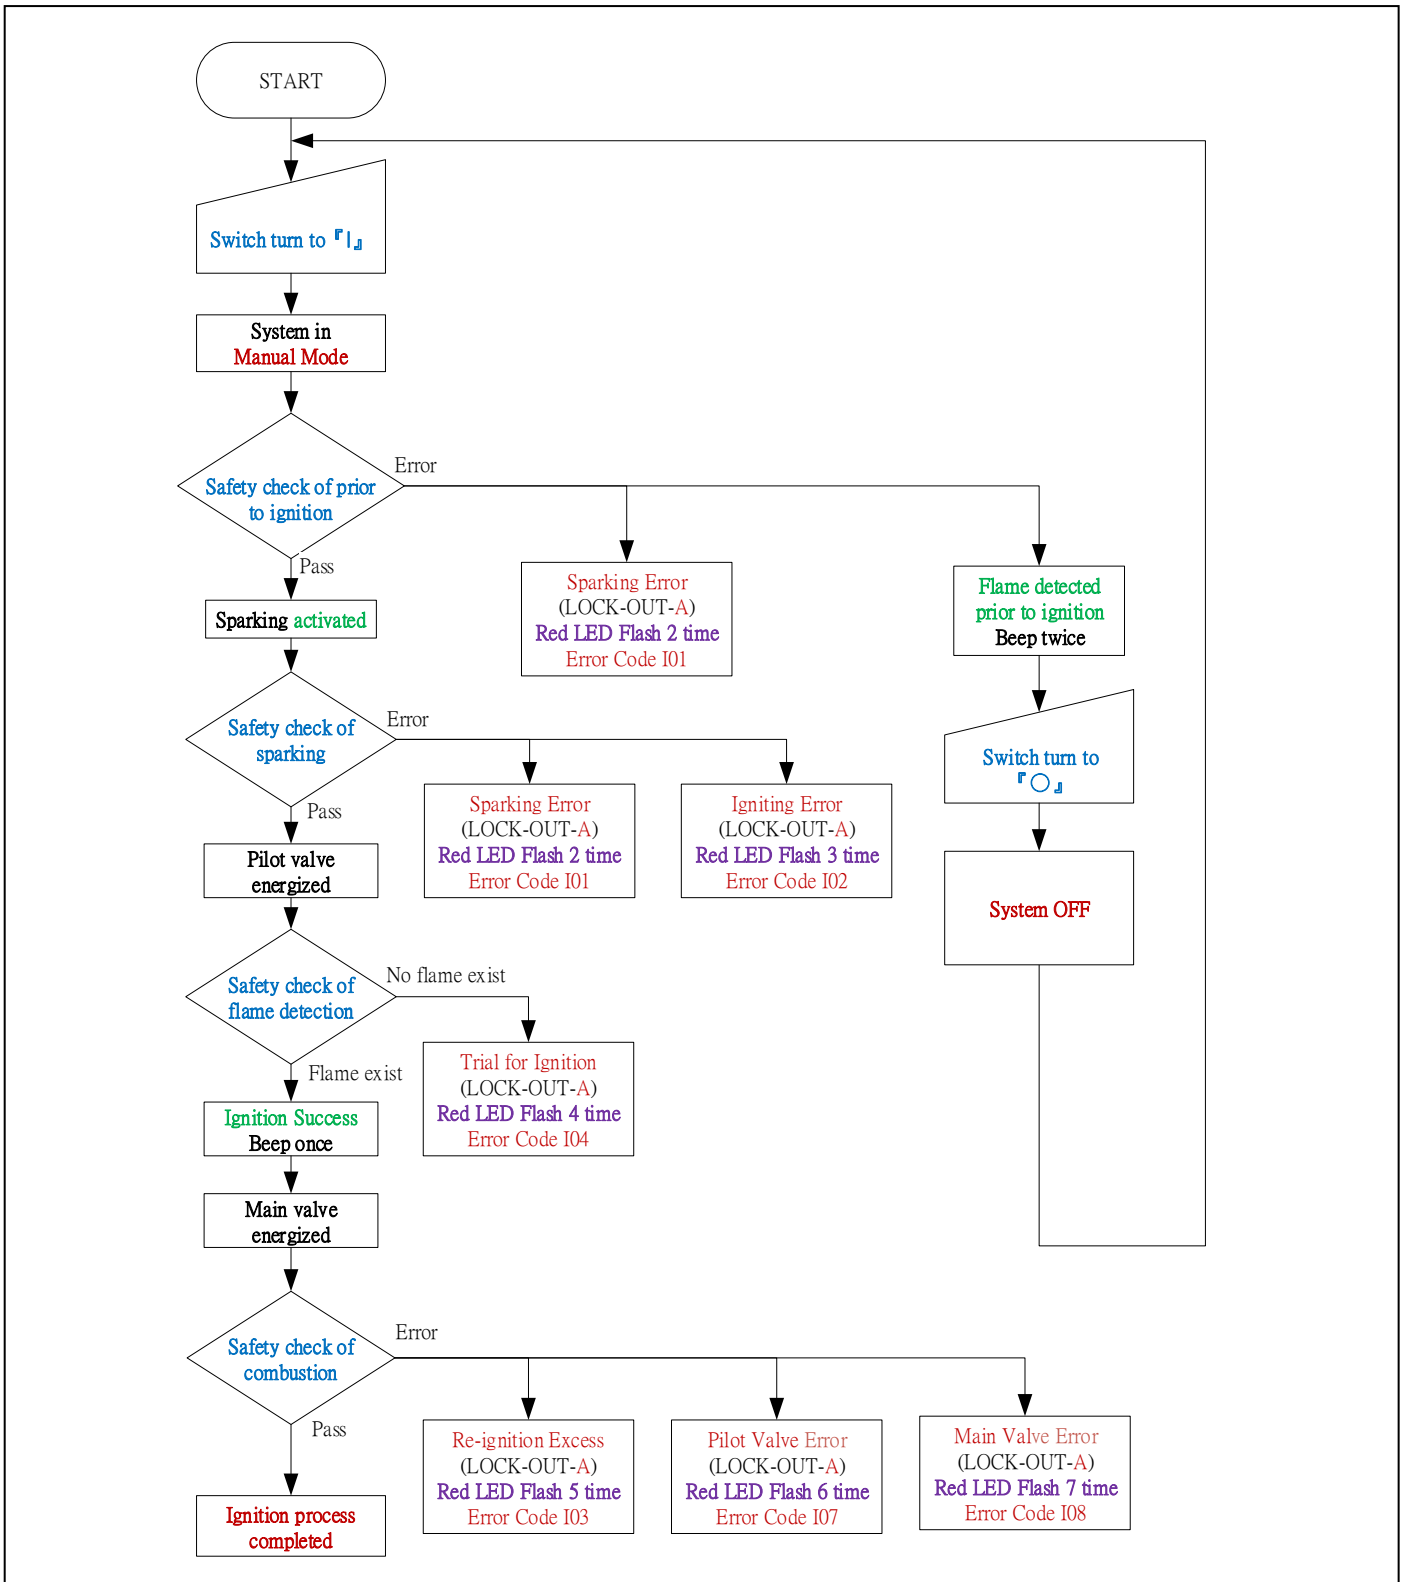 START
Switch turn to『|』
System in
Manual Mode
Safety check of prior
to ignition
Error
Pass
Sparking Error
(LOCK-OUT-A)
Red LED Flash 2 time
Error Code I01
Flame detected
prior to ignition
Beep twice
Sparking activated
Safety check of
sparking
Error
Pass
Switch turn to
『○』
Sparking Error
(LOCK-OUT-A)
Red LED Flash 2 time
Error Code I01
Igniting Error
(LOCK-OUT-A)
Red LED Flash 3 time
Error Code I02
Pilot valve
energized
System OFF
Safety check of
flame detection
No flame exist
Flame exist
Trial for Ignition
(LOCK-OUT-A)
Red LED Flash 4 time
Error Code I04
Ignition Success
Beep once
Main valve
energized
Safety check of
combustion
Error
Pass
Re-ignition Excess
(LOCK-OUT-A)
Red LED Flash 5 time
Error Code I03
Pilot Valve Error
(LOCK-OUT-A)
Red LED Flash 6 time
Error Code I07
Main Valve Error
(LOCK-OUT-A)
Red LED Flash 7 time
Error Code I08
Ignition process
completed